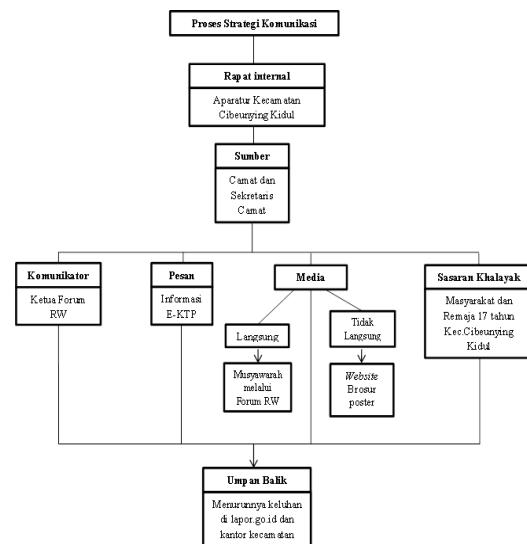 Proses Strategi Komunikasi
Rapat internal
Aparatur Kecamatan
Cibeunying Kidul
Sumber
Camat dan
Sekretaris
Camat
Komunikator
Ketua Forum
RW
Pesan
Informasi
E-KTP
Media
Langsung
Musyawarah
melalui
Forum RW
Tidak
Langsung
Website
Brosur
poster
Sasaran Khalayak
Masyarakat dan
Remaja 17 tahun
Kec.Cibeunying
Kidul
Umpan Balik
Menurunnya keluhan
di lapor.go.id dan
kantor kecamatan